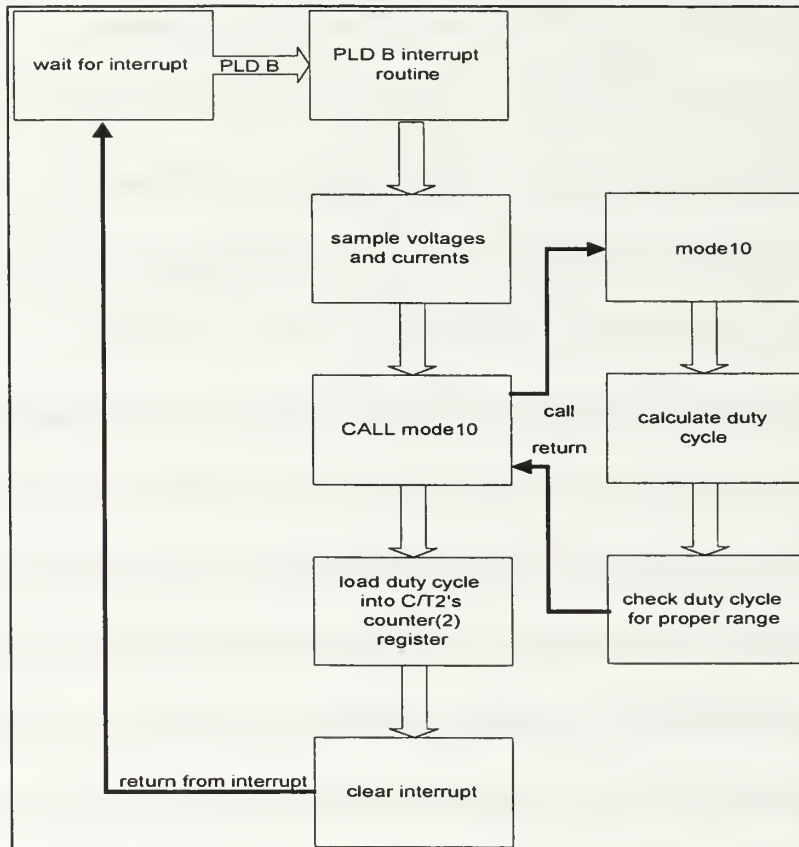 wait for interrupt
PLD B
PLD B interrupt
routine
sample voltages
and currents
mode10
call
CALL mode10
return
calculate duty
cycle
load duty cycle
into C/T2's
counter(2)
register
check duty clycle
for proper range
return from interrupt
clear interrupt